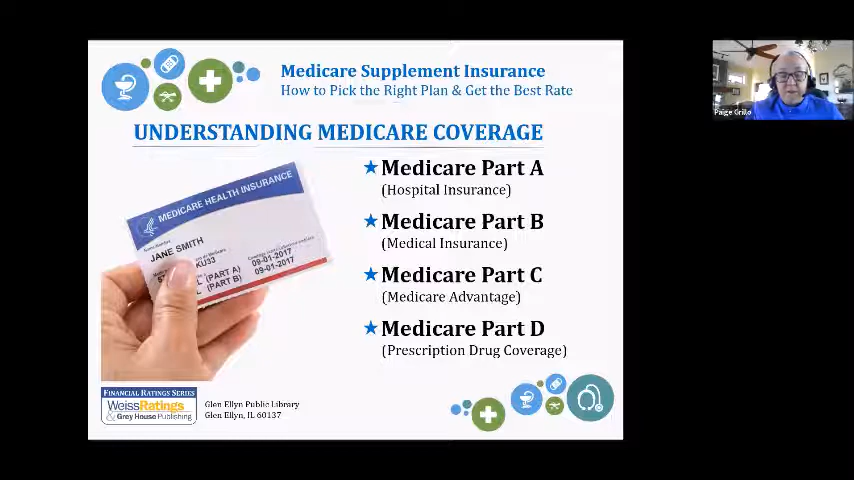 Medicare Supplement Insurance
How to Pick the Right Plan & Get the Best Rate
UNDERSTANDING MEDICARE COVERAGE
MEDICARE HEALTH INSURANCE
JANE SMITH
KU33
(PART A)
09-01-2017
(PART B)
09-01-2017
★Medicare Part A
(Hospital Insurance)
★Medicare Part B
(Medical Insurance)
★Medicare Part C
(Medicare Advantage)
★Medicare Part D
(Prescription Drug Coverage)
FINANCIAL RATINGS SERIES
WeissRatings
& Grey House Publishing
Glen Ellyn Public Library
Glen Ellyn, IL 60137
Paige Grillo